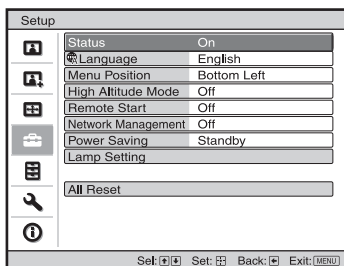 Setup
Status On
Language English
Menu Position Bottom Left
High Altitude Mode Off
Remote Start Off
Network Management Off
Power Saving Standby
Lamp Setting
All Reset
Sel: Set: Back: Exit: MENU